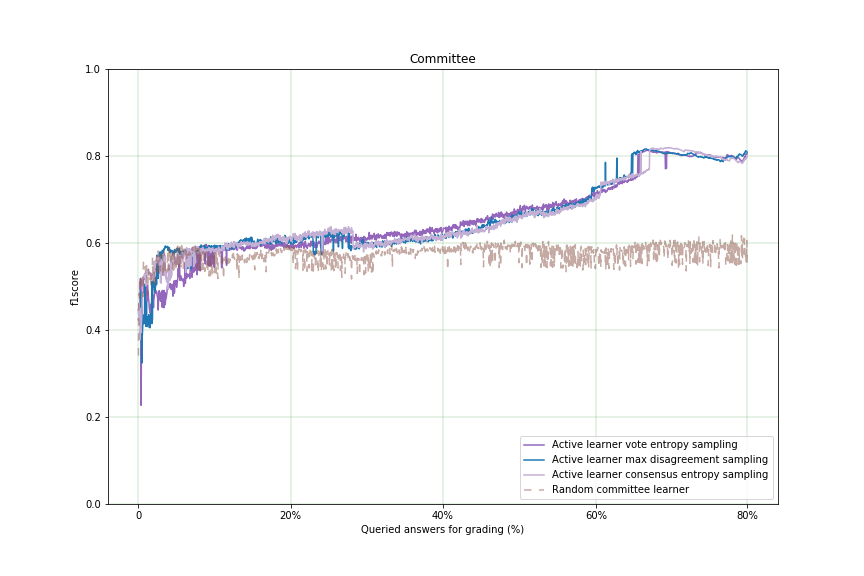 Committee
1.0
0.8
0.6
0.4
0.2
0.0
f1score
0
20%
40%
60%
80%
Queried answers for grading (%)
Active learner vote entropy sampling
Active learner max disagreement sampling
Active learner consensus entropy sampling
Random committee learner